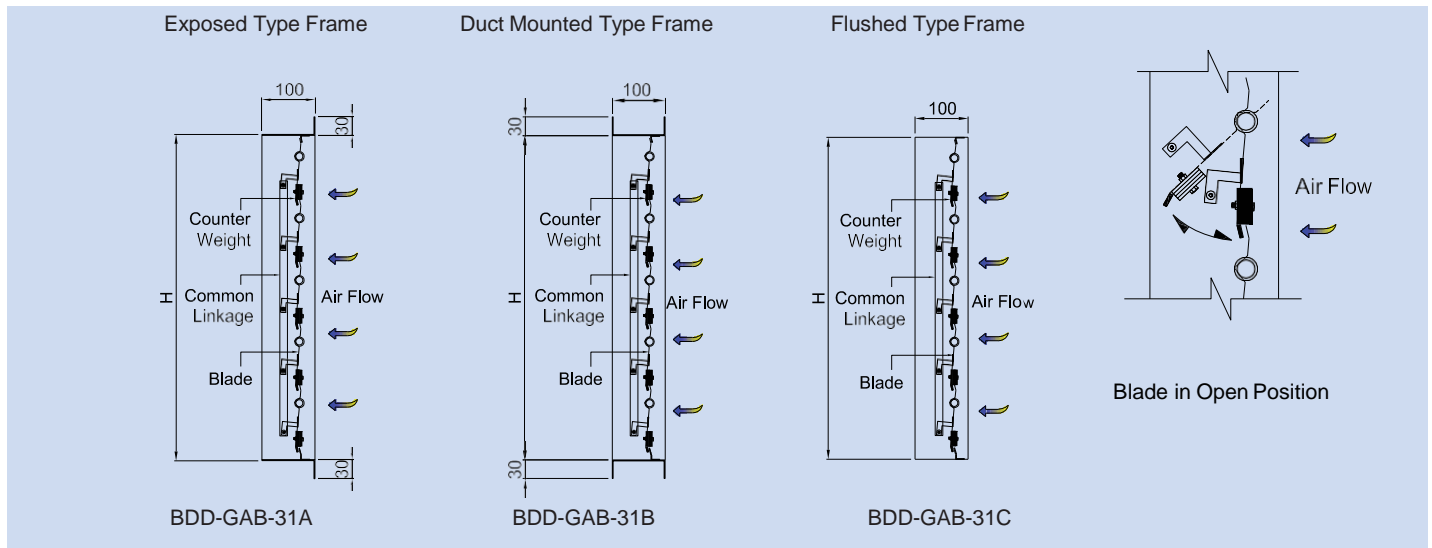 Exposed Type Frame
Duct Mounted Type Frame
Flushed Type Frame
100
30
H
Counter
Weight
Common
Linkage
Blade
Air Flow
30
BDD-GAB-31A
100
30
H
Counter
Weight
Common
Linkage
Blade
Air Flow
30
BDD-GAB-31B
100
H
Counter
Weight
Common
Linkage
Blade
Air Flow
BDD-GAB-31C
Air Flow
Blade in Open Position